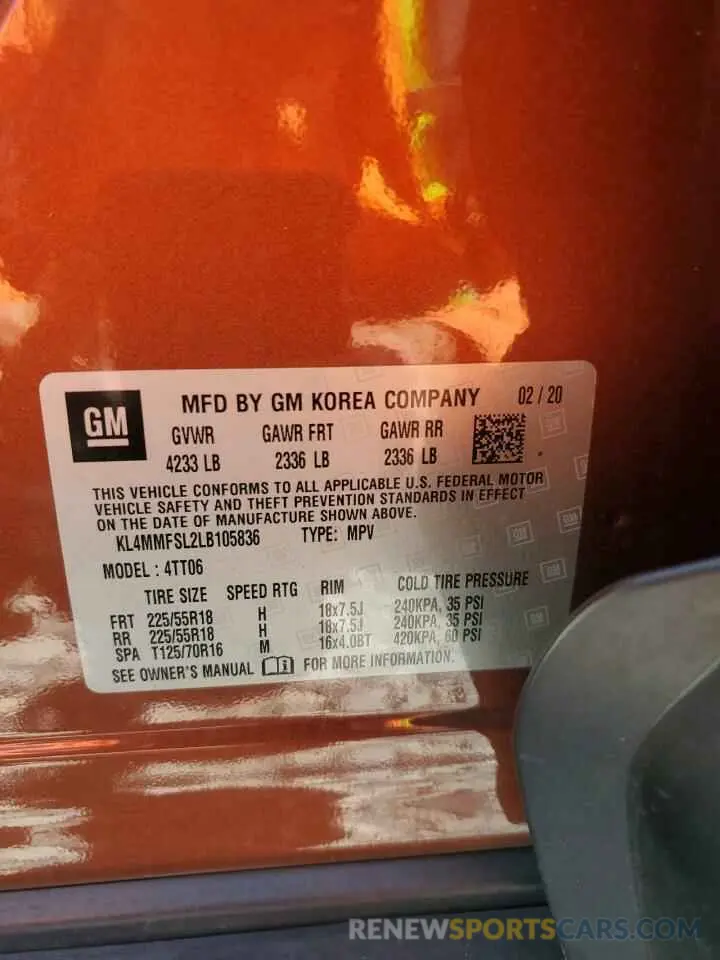 GM
MFD BY GM KOREA COMPANY 02 / 20
GVWR GAWR FRT GAWR RR
4233 LB 2336 LB 2336 LB
THIS VEHICLE CONFORMS TO ALL APPLICABLE U.S. FEDERAL MOTOR
VEHICLE SAFETY AND THEFT PREVENTION STANDARDS IN EFFECT
ON THE DATE OF MANUFACTURE SHOWN ABOVE.
KL4MMFSL2LB105836 TYPE: MPV
MODEL : 4TT06
TIRE SIZE SPEED RTG RIM COLD TIRE PRESSURE
FRT 225/55R18 H 18x7.5J 240KPA, 35 PSI
RR 225/55R18 H 18x7.5J 240KPA, 35 PSI
SPA T125/70R16 M 16x4.0BT 420KPA, 60 PSI
SEE OWNER'S MANUAL FOR MORE INFORMATION.
RENEWSPORTSCARS.COM